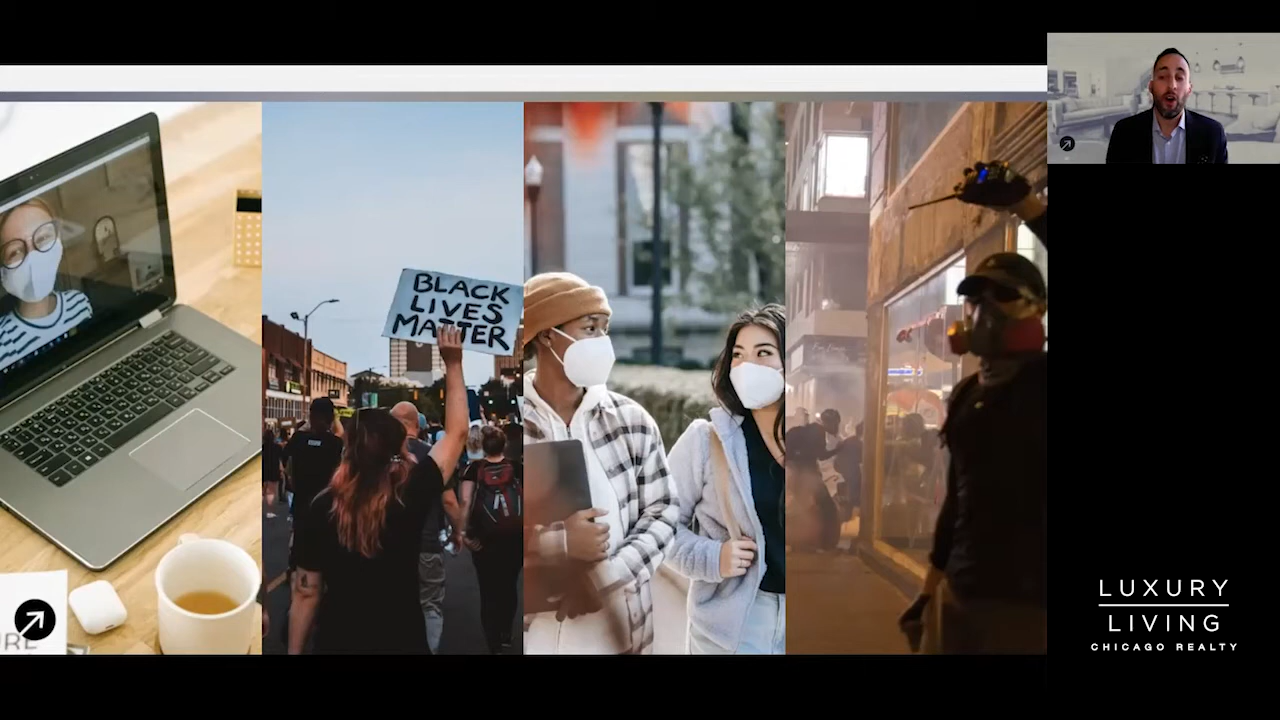 BLACK
LIVES
MATTER
LUXURY
LIVING
CHICAGO REALTY